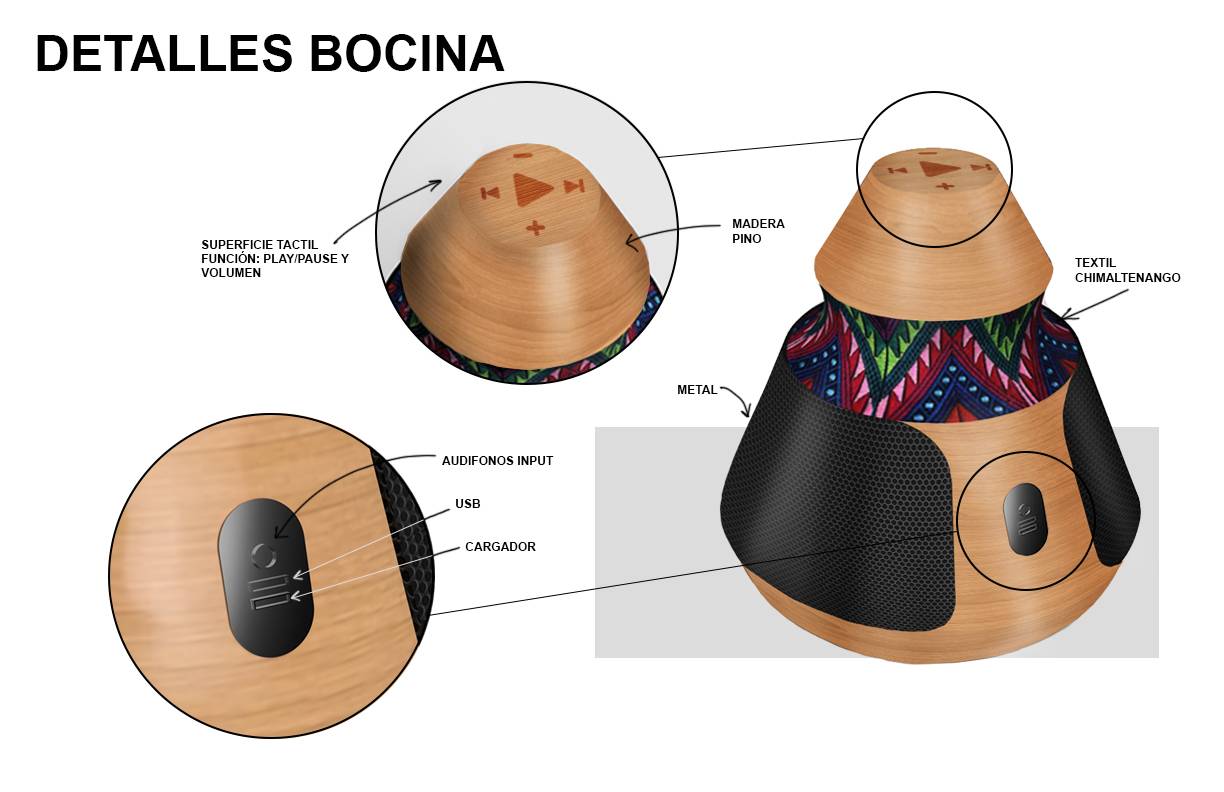 DETALLES BOCINA
SUPERFICIE TACTIL
FUNCIÓN: PLAY/PAUSE Y
VOLUMEN
MADERA
PINO
TEXTIL
CHIMALTENANGO
METAL
AUDIFONOS INPUT
USB
CARGADOR